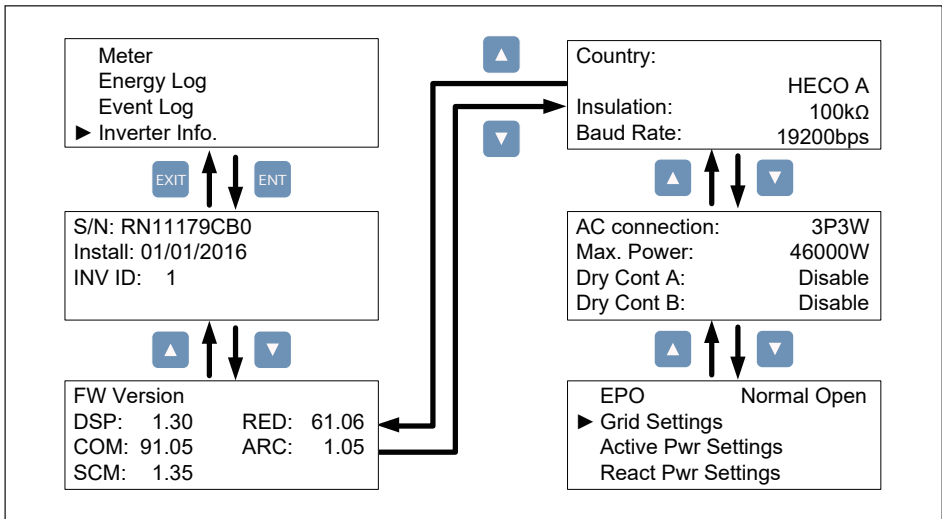 Meter
Energy Log
Event Log
► Inverter Info.
EXIT ENT
S/N: RN11179CB0
Install: 01/01/2016
INV ID: 1
▲ ▼
FW Version
DSP: 1.30 RED: 61.06
COM: 91.05 ARC: 1.05
SCM: 1.35
▲
▼
Country:
HECO A
Insulation: 100kΩ
Baud Rate: 19200bps
▲ ▼
AC connection: 3P3W
Max. Power: 46000W
Dry Cont A: Disable
Dry Cont B: Disable
▲ ▼
EPO Normal Open
► Grid Settings
Active Pwr Settings
React Pwr Settings